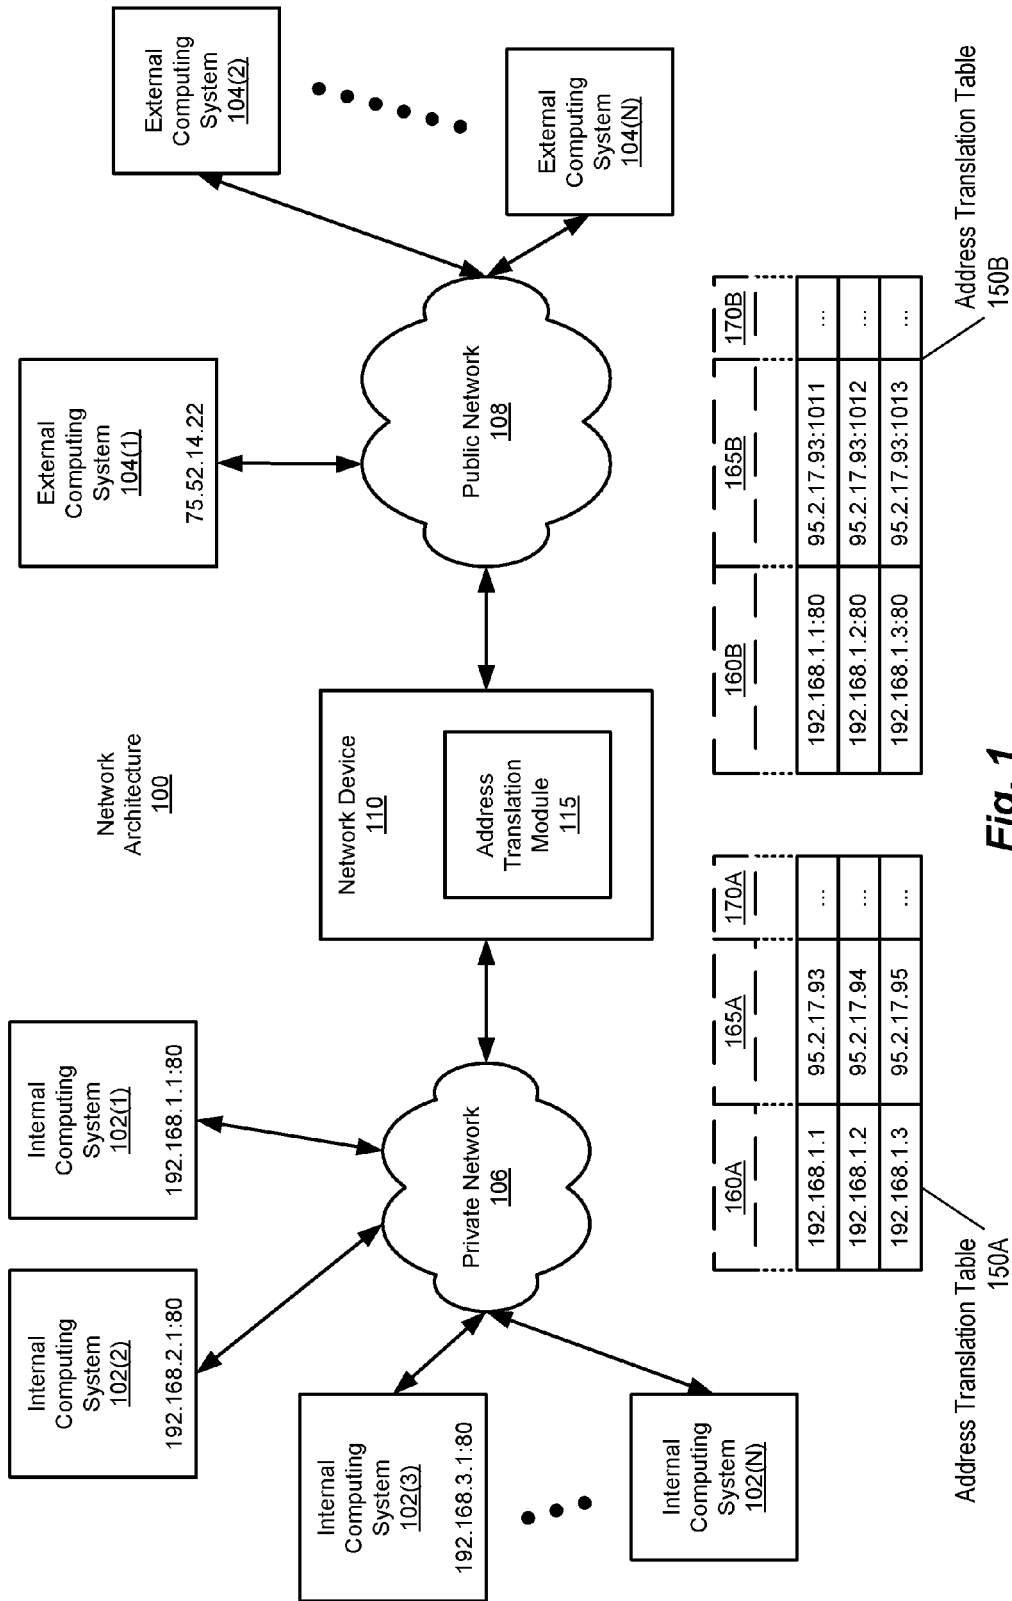 Network
Architecture
100
Internal
Computing
System
102(2)
192.168.2.1:80
Internal
Computing
System
102(1)
192.168.1.1:80
External
Computing
System
104(1)
75.52.14.22
External
Computing
System
104(2)
Internal
Computing
System
102(3)
192.168.3.1:80
Private Network
106
Network Device
110
Address
Translation
Module
115
Public Network
108
External
Computing
System
104(N)
Internal
Computing
System
102(N)
160A 165A 170A
192.168.1.1 95.2.17.93 ...
192.168.1.2 95.2.17.94 ...
192.168.1.3 95.2.17.95 ...
Address Translation Table
150A
160B 165B 170B
192.168.1.1:80 95.2.17.93:1011 ...
192.168.1.2:80 95.2.17.93:1012 ...
192.168.1.3:80 95.2.17.93:1013 ...
Address Translation Table
150B
Fig. 1